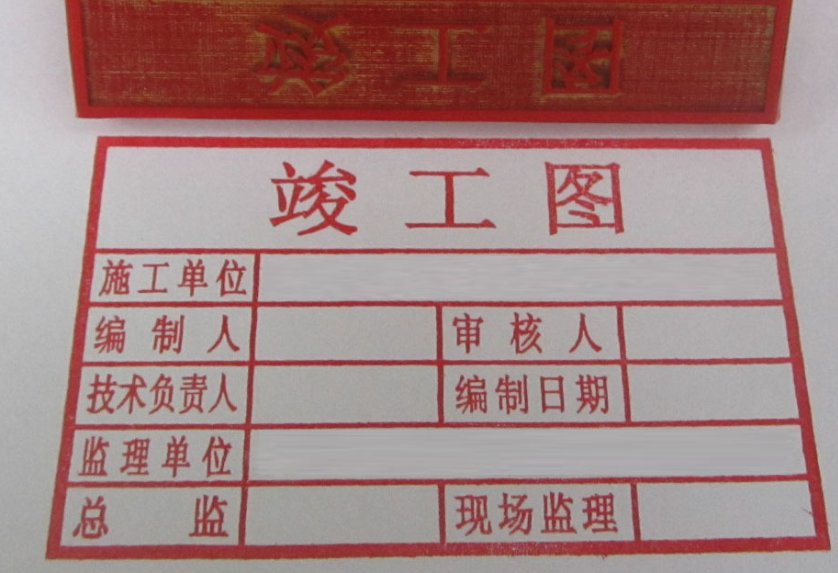 竣工图
施工单位
编制人 审核人
技术负责人 编制日期
监理单位
总监 现场监理